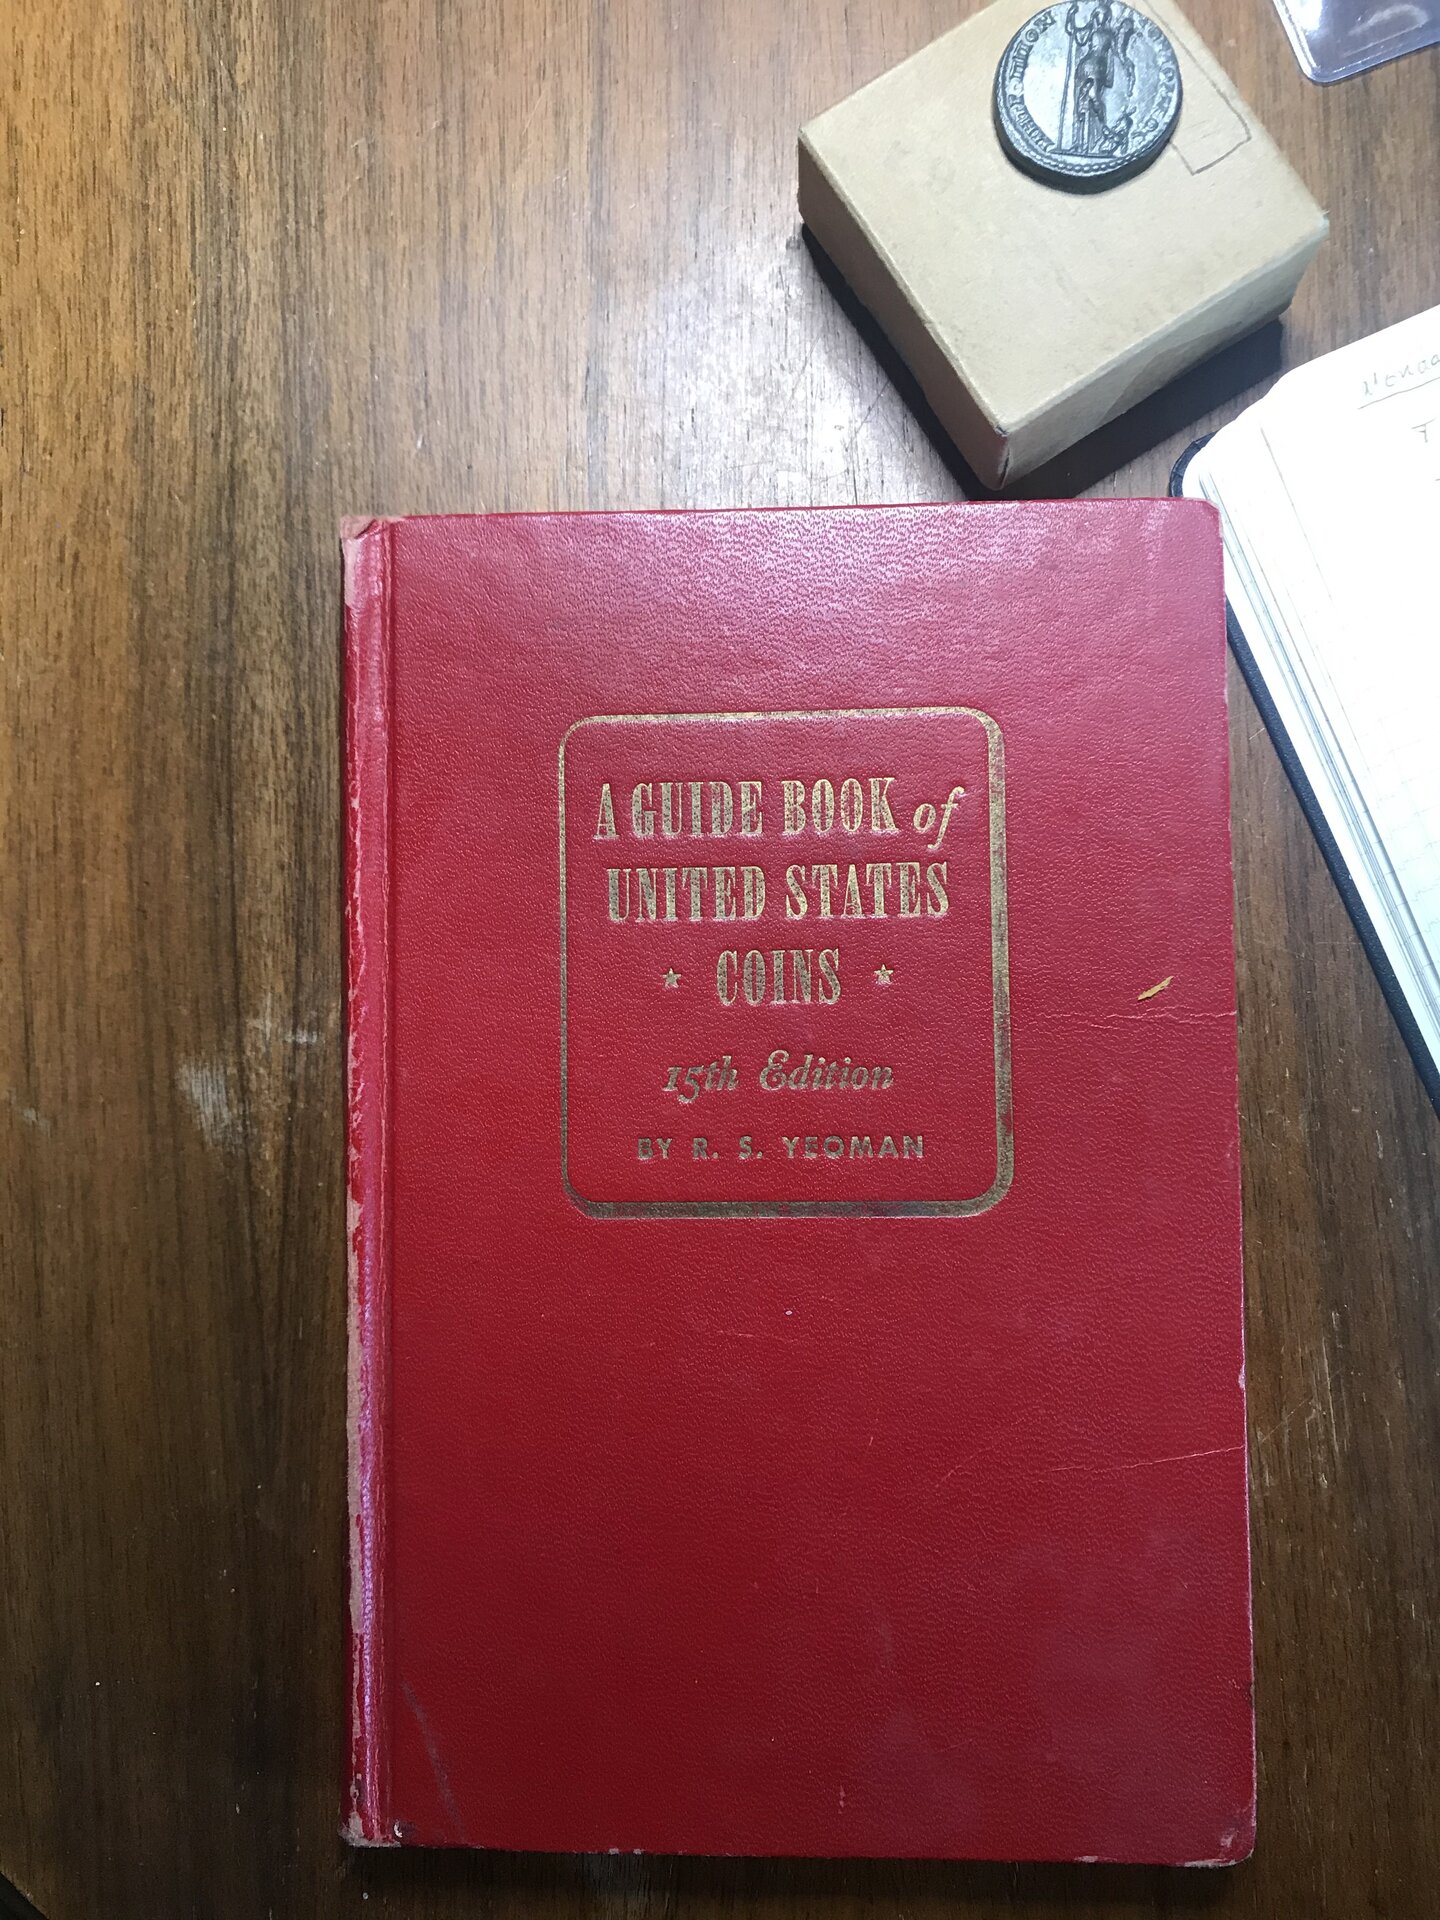 A GUIDE BOOK of
UNITED STATES
★ COINS ★
15th Edition
BY R. S. YEOMAN